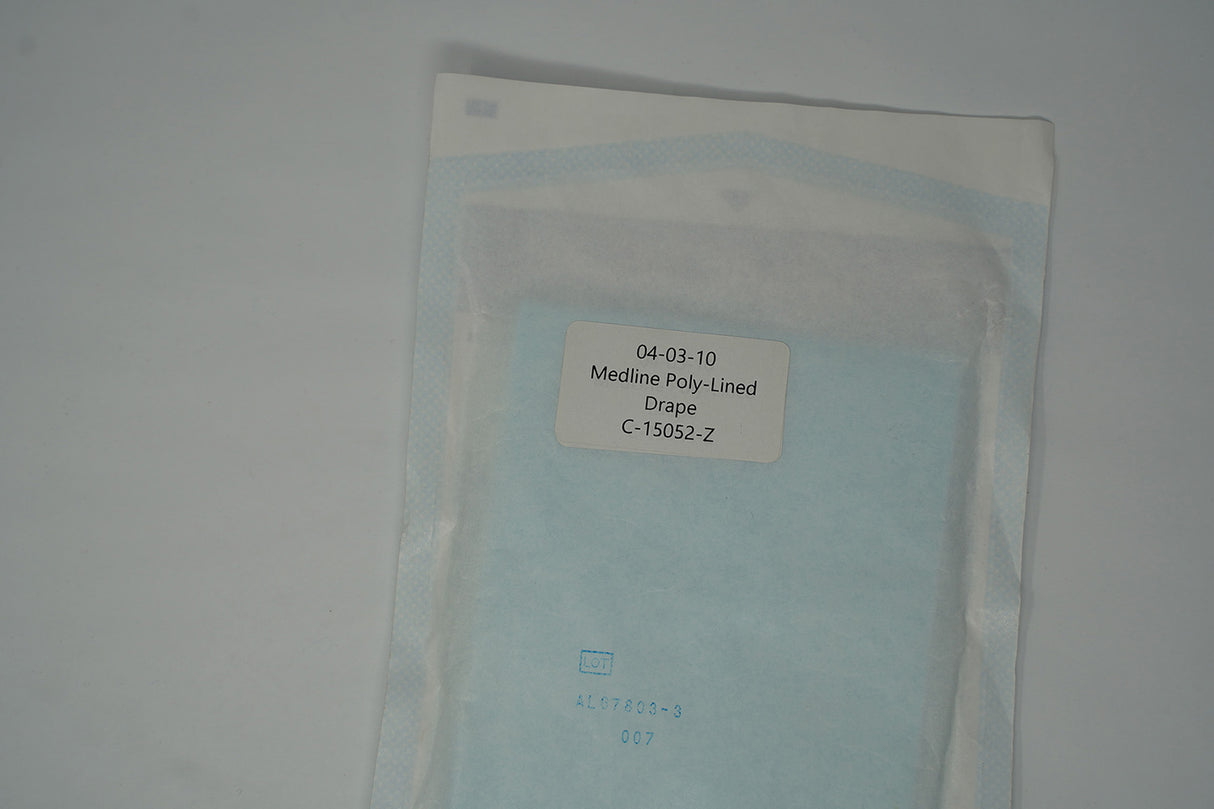 04-03-10
Medline Poly-Lined
Drape
C-15052-Z
LOT
AL07803-3
007